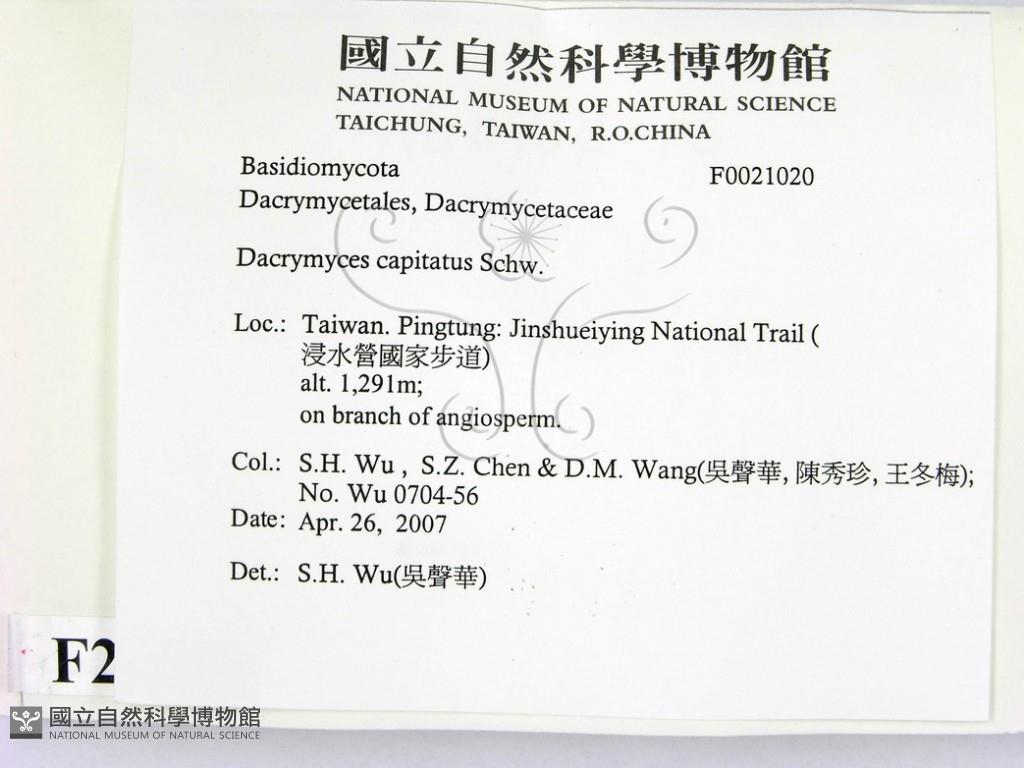 國立自然科學博物館
NATIONAL MUSEUM OF NATURAL SCIENCE
TAICHUNG, TAIWAN, R.O.CHINA
Basidiomycota F0021020
Dacrymycetales, Dacrymycetaceae
Dacrymyces capitatus Schw.
Loc.: Taiwan. Pingtung: Jinshueiying National Trail (
浸水營國家步道)
alt. 1,291m;
on branch of angiosperm.
Col.: S.H. Wu , S.Z. Chen & D.M. Wang(吳聲華, 陳秀珍, 王冬梅);
No. Wu 0704-56
Date: Apr. 26, 2007
Det.: S.H. Wu(吳聲華)
F2
國立自然科學博物館
NATIONAL MUSEUM OF NATURAL SCIENCE